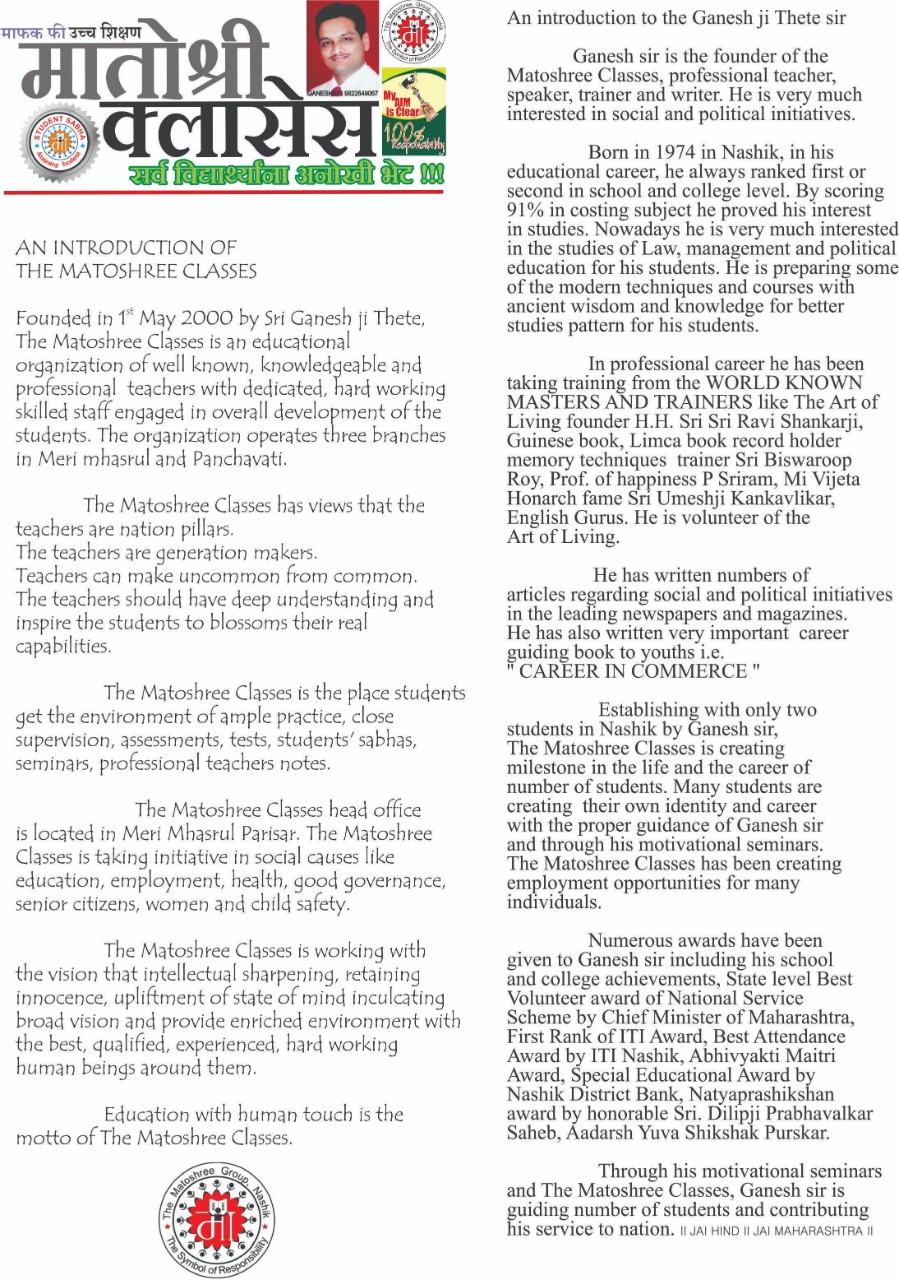 माफक फी उच्च शिक्षण
मातोश्री
क्लासेस
सर्व विद्यार्थ्यांना अनोखी भेट !!!
STUDENT SABHA
Accelerating Excellence
GANESH SIR 9822649067
The Matoshree Group, Nashik
The Symbol of Responsibility
माँ
My AIM
is Clear
100%
Responsibility
AN INTRODUCTION OF
THE MATOSHREE CLASSES
Founded in 1st May 2000 by Sri Ganesh ji Thete,
The Matoshree Classes is an educational
organization of well known, knowledgeable and
professional teachers with dedicated, hard working
skilled staff engaged in overall development of the
students. The organization operates three branches
in Meri mhasrul and Panchavati.
The Matoshree Classes has views that the
teachers are nation pillars.
The teachers are generation makers.
Teachers can make uncommon from common.
The teachers should have deep understanding and
inspire the students to blossoms their real
capabilities.
The Matoshree Classes is the place students
get the environment of ample practice, close
supervision, assessments, tests, students' sabhas,
seminars, professional teachers notes.
The Matoshree Classes head office
is located in Meri Mhasrul Parisar. The Matoshree
Classes is taking initiative in social causes like
education, employment, health, good governance,
senior citizens, women and child safety.
The Matoshree Classes is working with
the vision that intellectual sharpening, retaining
innocence, upliftment of state of mind inculcating
broad vision and provide enriched environment with
the best, qualified, experienced, hard working
human beings around them.
Education with human touch is the
motto of The Matoshree Classes.
The Matoshree Group, Nashik
माँ
The Symbol of Responsibility
An introduction to the Ganesh ji Thete sir
Ganesh sir is the founder of the
Matoshree Classes, professional teacher,
speaker, trainer and writer. He is very much
interested in social and political initiatives.
Born in 1974 in Nashik, in his
educational career, he always ranked first or
second in school and college level. By scoring
91% in costing subject he proved his interest
in studies. Nowadays he is very much interested
in the studies of Law, management and political
education for his students. He is preparing some
of the modern techniques and courses with
ancient wisdom and knowledge for better
studies pattern for his students.
In professional career he has been
taking training from the WORLD KNOWN
MASTERS AND TRAINERS like The Art of
Living founder H.H. Sri Sri Ravi Shankarji,
Guinese book, Limca book record holder
memory techniques trainer Sri Biswaroop
Roy, Prof. of happiness P Sriram, Mi Vijeta
Honarch fame Sri Umeshji Kankavlikar,
English Gurus. He is volunteer of the
Art of Living.
He has written numbers of
articles regarding social and political initiatives
in the leading newspapers and magazines.
He has also written very important career
guiding book to youths i.e.
" CAREER IN COMMERCE "
Establishing with only two
students in Nashik by Ganesh sir,
The Matoshree Classes is creating
milestone in the life and the career of
number of students. Many students are
creating their own identity and career
with the proper guidance of Ganesh sir
and through his motivational seminars.
The Matoshree Classes has been creating
employment opportunities for many
individuals.
Numerous awards have been
given to Ganesh sir including his school
and college achievements, State level Best
Volunteer award of National Service
Scheme by Chief Minister of Maharashtra,
First Rank of ITI Award, Best Attendance
Award by ITI Nashik, Abhivyakti Maitri
Award, Special Educational Award by
Nashik District Bank, Natyaprashikshan
award by honorable Sri. Dilipji Prabhavalkar
Saheb, Aadarsh Yuva Shikshak Purskar.
Through his motivational seminars
and The Matoshree Classes, Ganesh sir is
guiding number of students and contributing
his service to nation. II JAI HIND II JAI MAHARASHTRA II